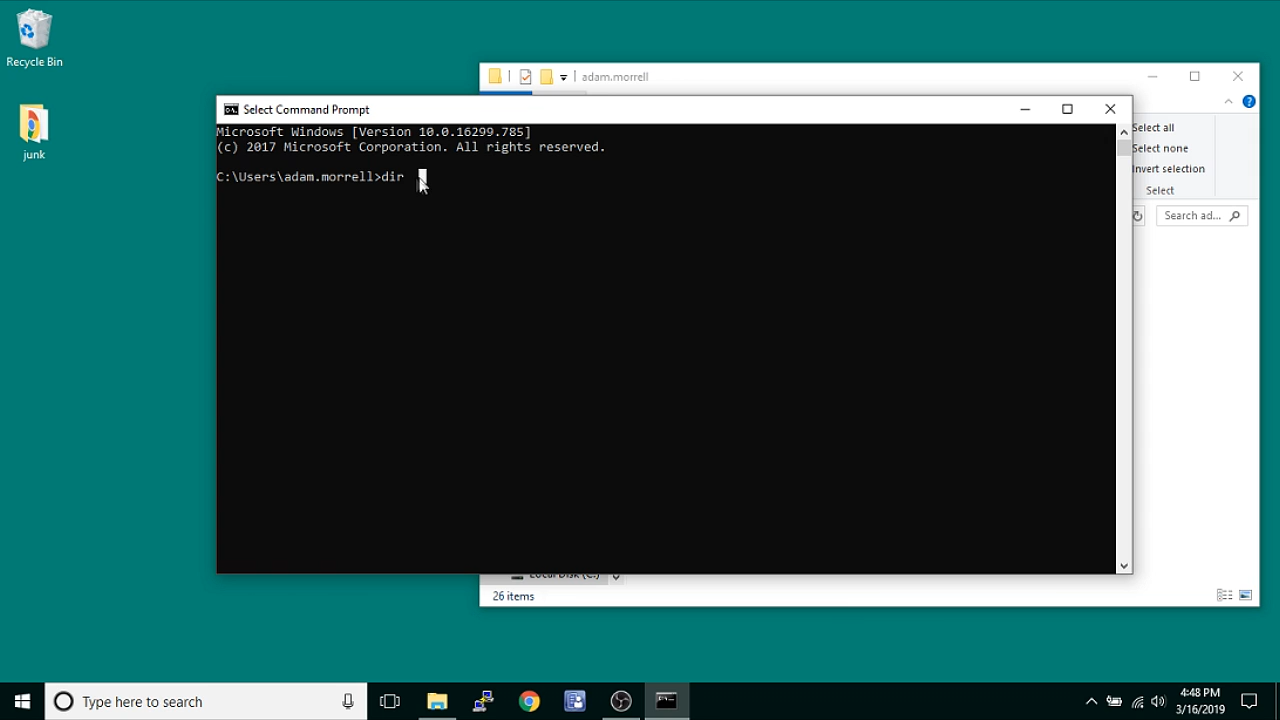 Recycle Bin
junk
adam.morrell
Select all
Select none
Invert selection
Select
Search ad...
Select Command Prompt
Microsoft Windows [Version 10.0.16299.785]
(c) 2017 Microsoft Corporation. All rights reserved.
C:\Users\adam.morrell>dir
Local Disk (C:)
26 items
Type here to search
4:48 PM
3/16/2019